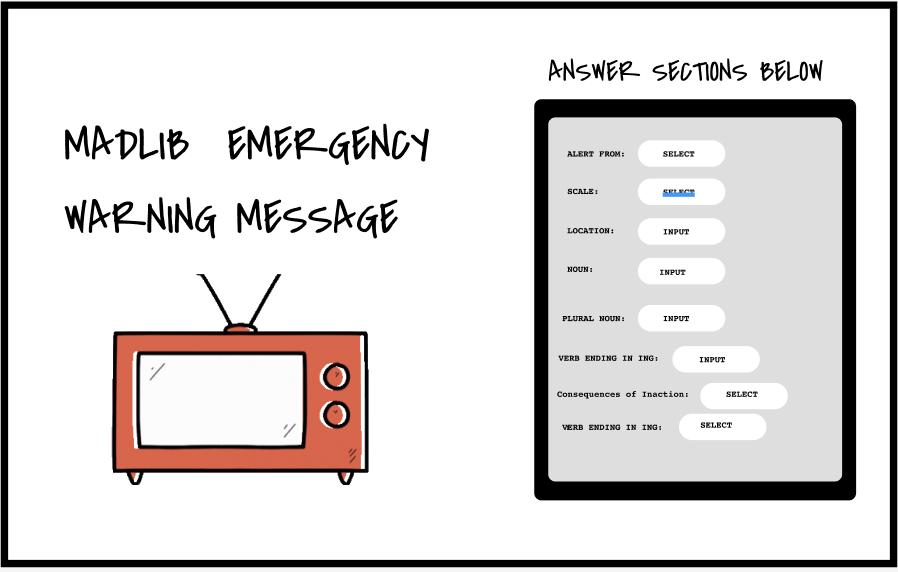 MADLIB EMERGENCY
WARNING MESSAGE
ANSWER SECTIONS BELOW
ALERT FROM: SELECT
SCALE: SELECT
LOCATION: INPUT
NOUN: INPUT
PLURAL NOUN: INPUT
VERB ENDING IN ING: INPUT
Consequences of Inaction: SELECT
VERB ENDING IN ING: SELECT